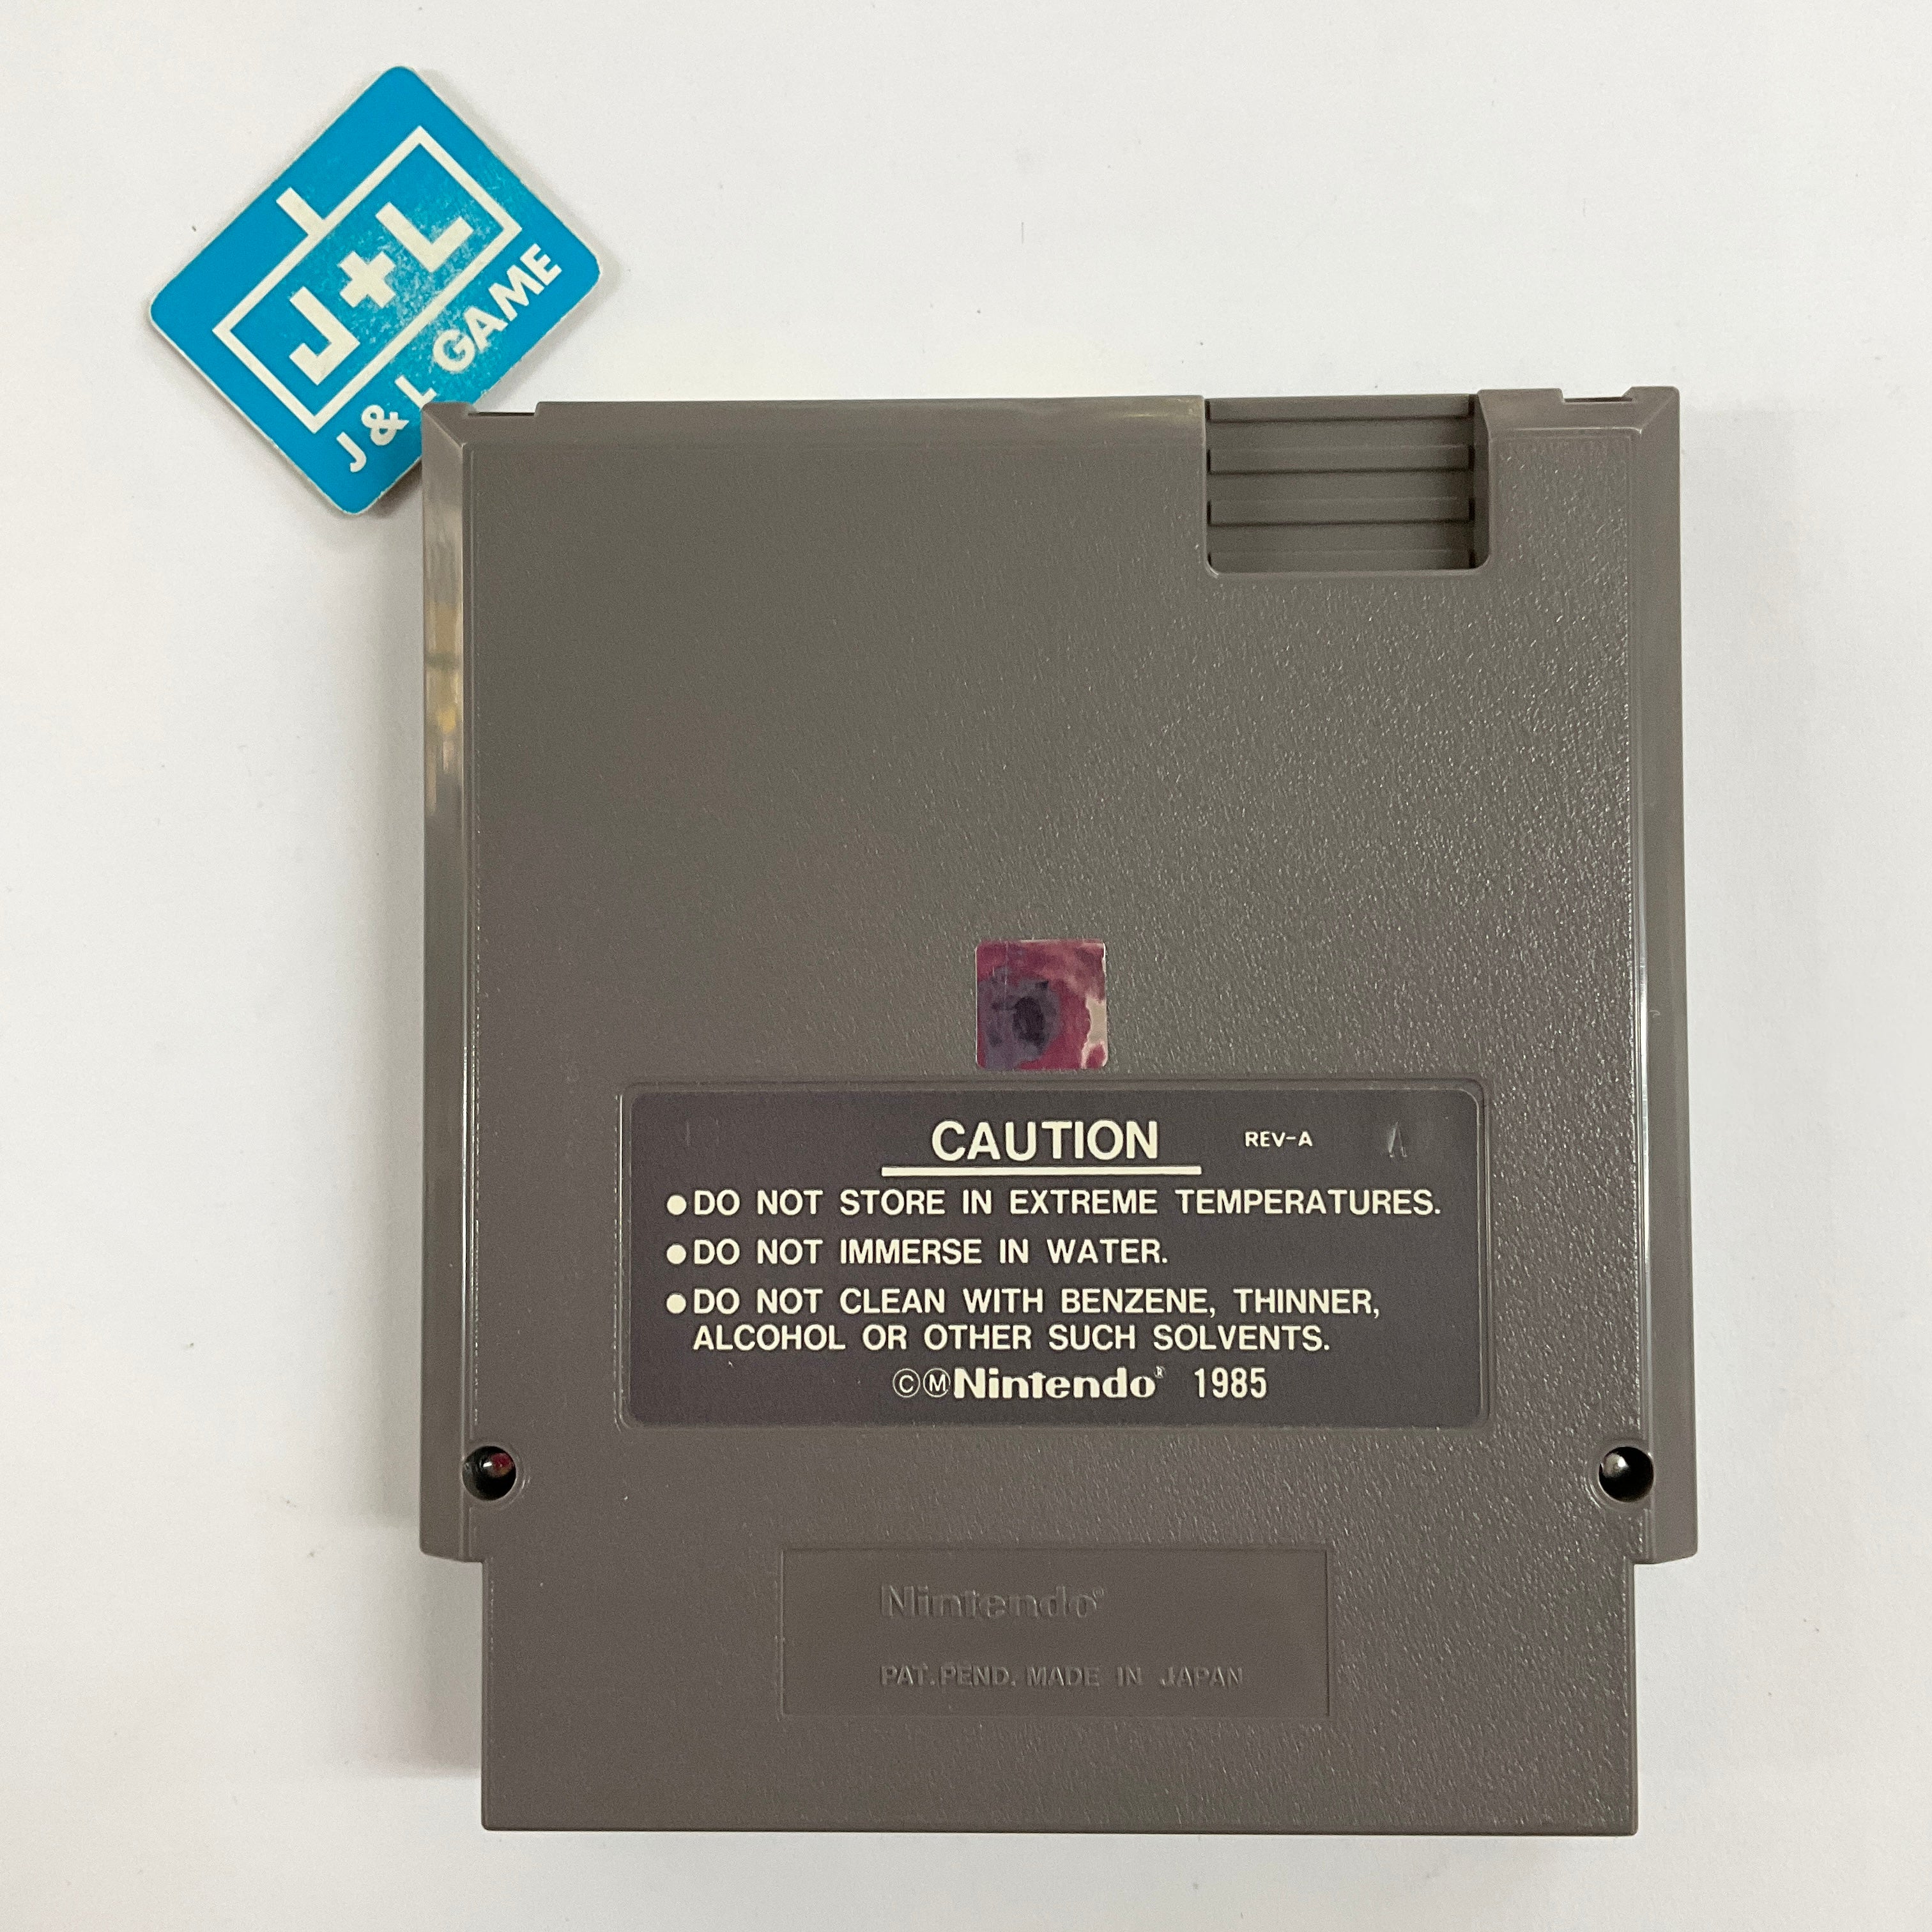 J+L
J & L GAME
CAUTION REV-A A
●DO NOT STORE IN EXTREME TEMPERATURES.
●DO NOT IMMERSE IN WATER.
●DO NOT CLEAN WITH BENZENE, THINNER,
ALCOHOL OR OTHER SUCH SOLVENTS.
©ⓂNintendo® 1985
Nintendo®
PAT.PEND. MADE IN JAPAN